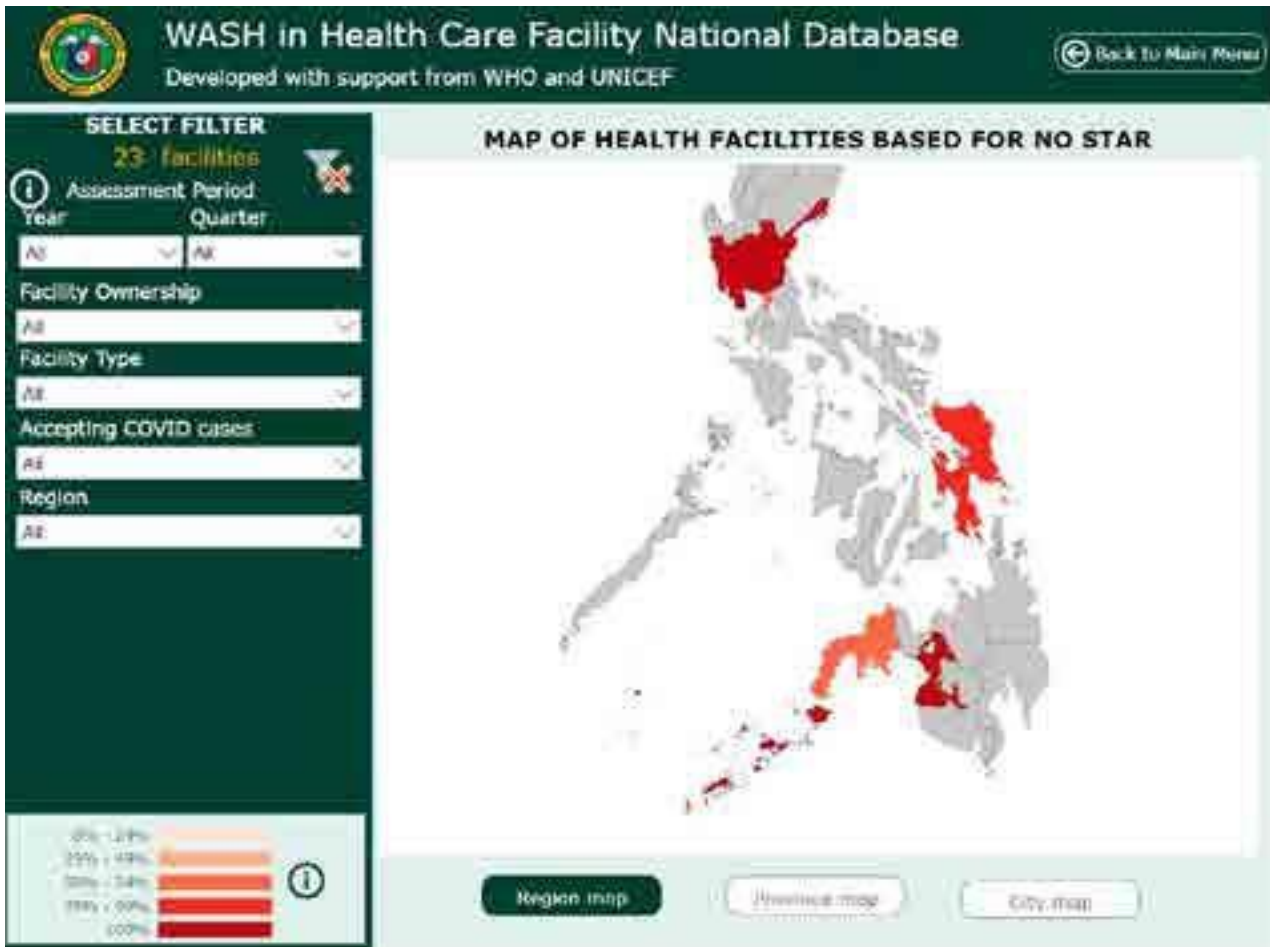 WASH in Health Care Facility National Database
Developed with support from WHO and UNICEF
Back to Main Menu
SELECT FILTER
23 facilities
Assessment Period
Year Quarter
All All
Facility Ownership
All
Facility Type
All
Accepting COVID cases
All
Region
All
MAP OF HEALTH FACILITIES BASED FOR NO STAR
100%
Region map
Province map
City map